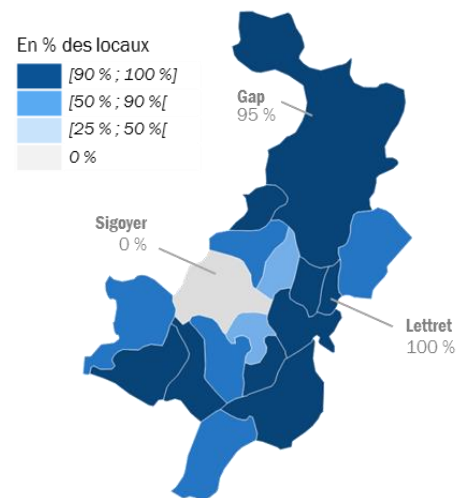 En % des locaux
[90 % ; 100 %]
[50 % ; 90 %[
[25 % ; 50 %[
0 %
Gap
95 %
Sigoyer
0 %
Lettret
100 %